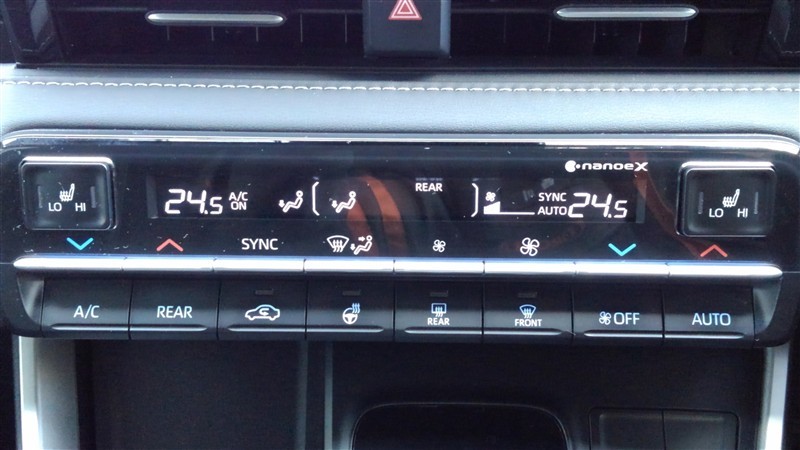 nanoeX
LO HI
24.5 A/C ON
REAR
SYNC AUTO 24.5
LO HI
SYNC
A/C
REAR
REAR
FRONT
OFF
AUTO